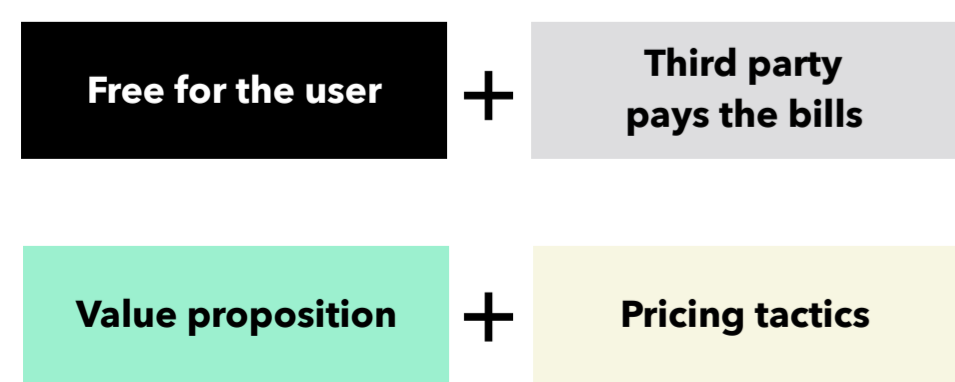 Free for the user
+
Third party
pays the bills
Value proposition
+
Pricing tactics